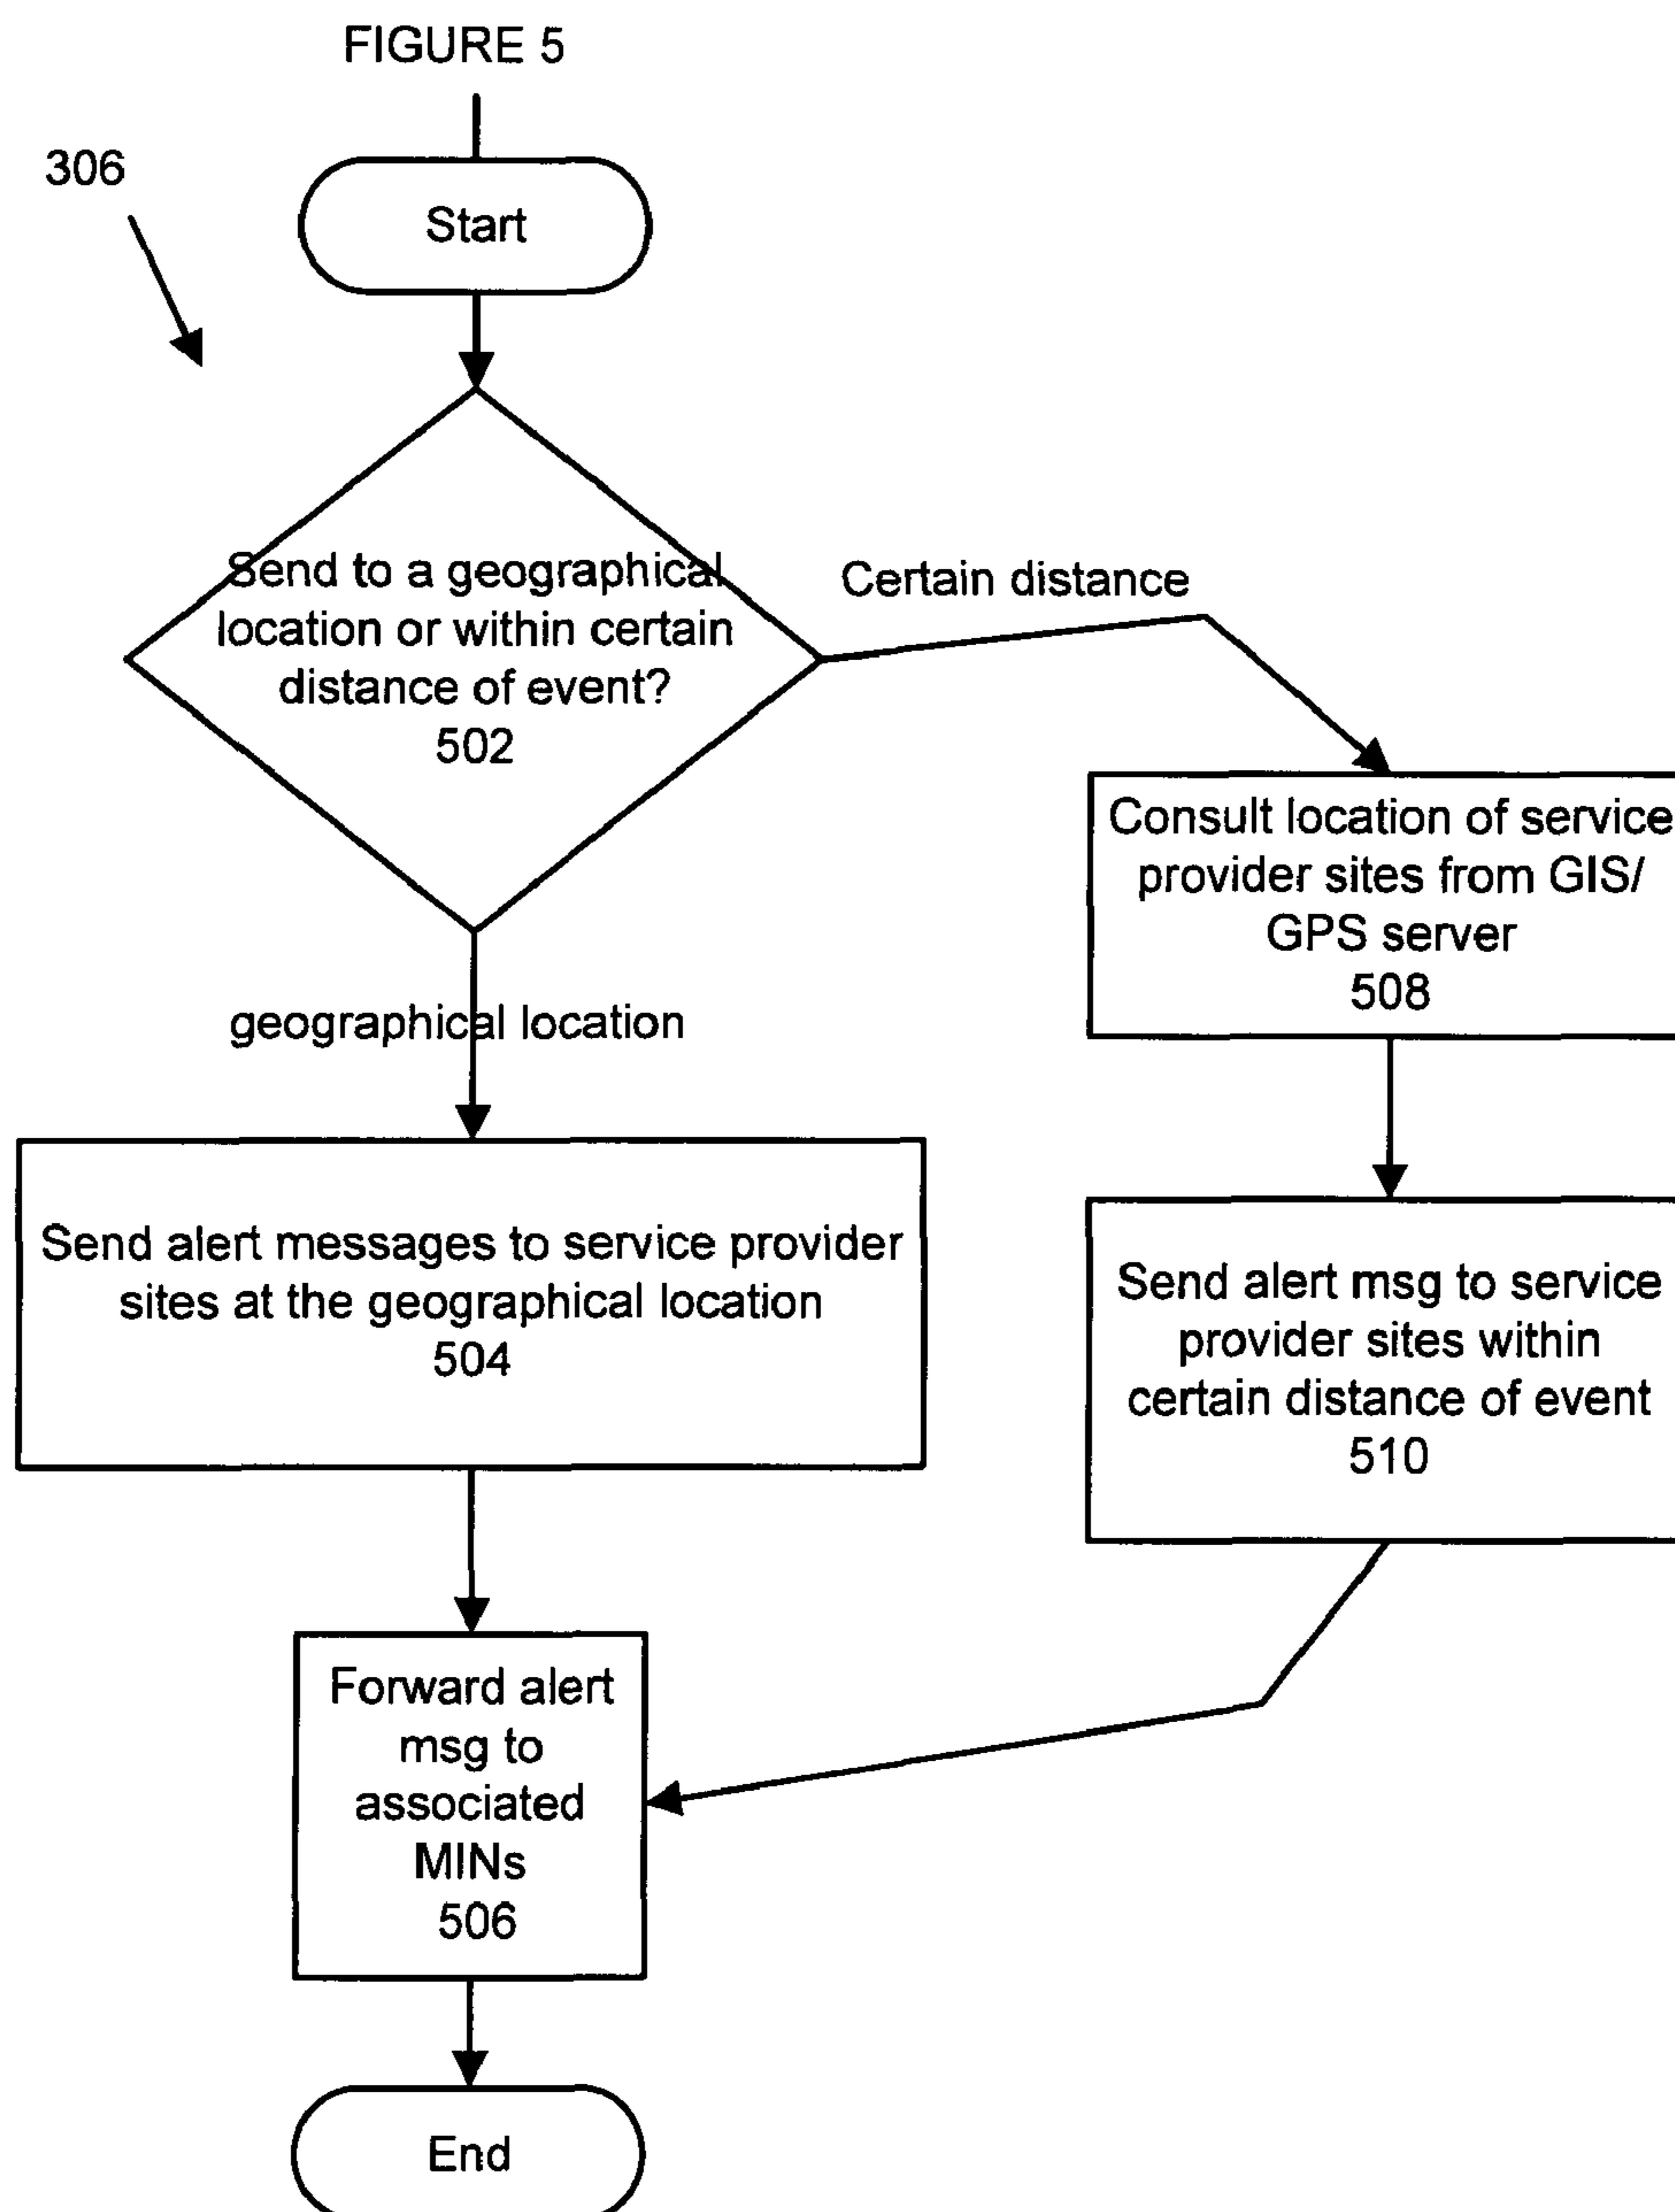 FIGURE 5
306
Start
Send to a geographical
location or within certain
distance of event?
502
Certain distance
Consult location of service
provider sites from GIS/
GPS server
508
geographical location
Send alert messages to service provider
sites at the geographical location
504
Send alert msg to service
provider sites within
certain distance of event
510
Forward alert
msg to
associated
MINs
506
End